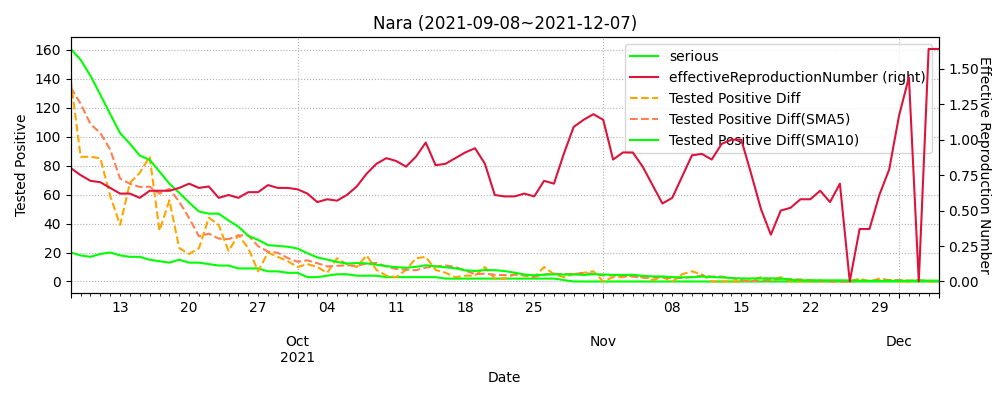 Nara (2021-09-08~2021-12-07)
serious
effectiveReproductionNumber (right)
Tested Positive Diff
Tested Positive Diff(SMA5)
Tested Positive Diff(SMA10)
Tested Positive
160
140
120
100
80
60
40
20
0
1.50
1.25
1.00
0.75
0.50
0.25
0.00
Effective Reproduction Number
13 20 27 04 11 18 25 08 15 22 29
Oct Nov Dec
2021
Date